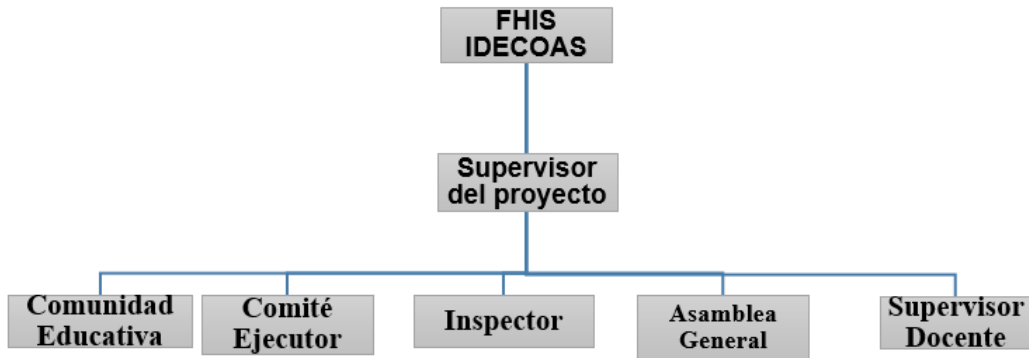 FHIS
IDECOAS
Supervisor
del proyecto
Comunidad
Educativa
Comité
Ejecutor
Inspector
Asamblea
General
Supervisor
Docente